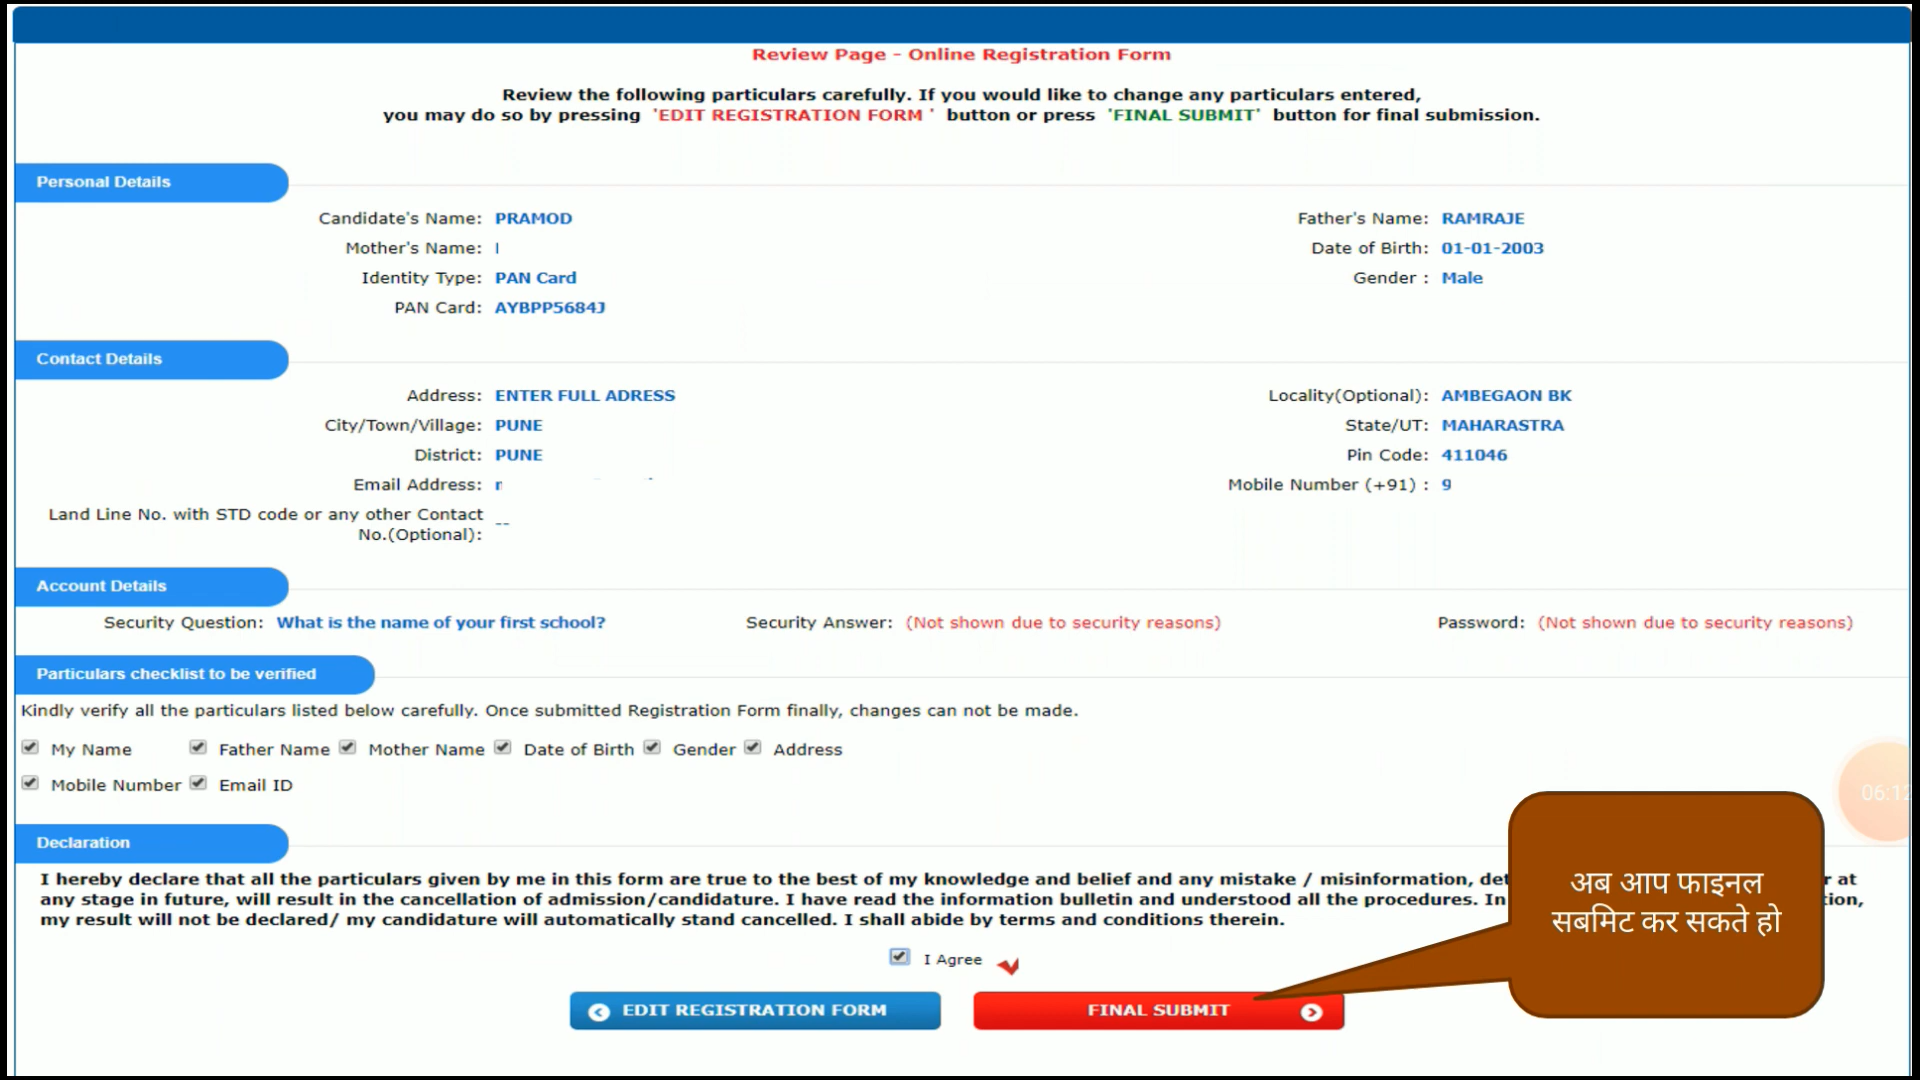 Review Page - Online Registration Form
Review the following particulars carefully. If you would like to change any particulars entered,
you may do so by pressing 'EDIT REGISTRATION FORM ' button or press 'FINAL SUBMIT' button for final submission.
Personal Details
Candidate's Name: PRAMOD Father's Name: RAMRAJE
Mother's Name: Date of Birth: 01-01-2003
Identity Type: PAN Card Gender : Male
PAN Card: AYBPP5684J
Contact Details
Address: ENTER FULL ADRESS Locality(Optional): AMBEGAON BK
City/Town/Village: PUNE State/UT: MAHARASTRA
District: PUNE Pin Code: 411046
Email Address: Mobile Number (+91) : 9
Land Line No. with STD code or any other Contact
No.(Optional): --
Account Details
Security Question: What is the name of your first school? Security Answer: (Not shown due to security reasons) Password: (Not shown due to security reasons)
Particulars checklist to be verified
Kindly verify all the particulars listed below carefully. Once submitted Registration Form finally, changes can not be made.
My Name Father Name Mother Name Date of Birth Gender Address
Mobile Number Email ID
06:12
Declaration
I hereby declare that all the particulars given by me in this form are true to the best of my knowledge and belief and any mistake / misinformation, at
any stage in future, will result in the cancellation of admission/candidature. I have read the information bulletin and understood all the procedures. In
my result will not be declared/ my candidature will automatically stand cancelled. I shall abide by terms and conditions therein.
अब आप फाइनल
सबमिट कर सकते हो
I Agree
EDIT REGISTRATION FORM FINAL SUBMIT